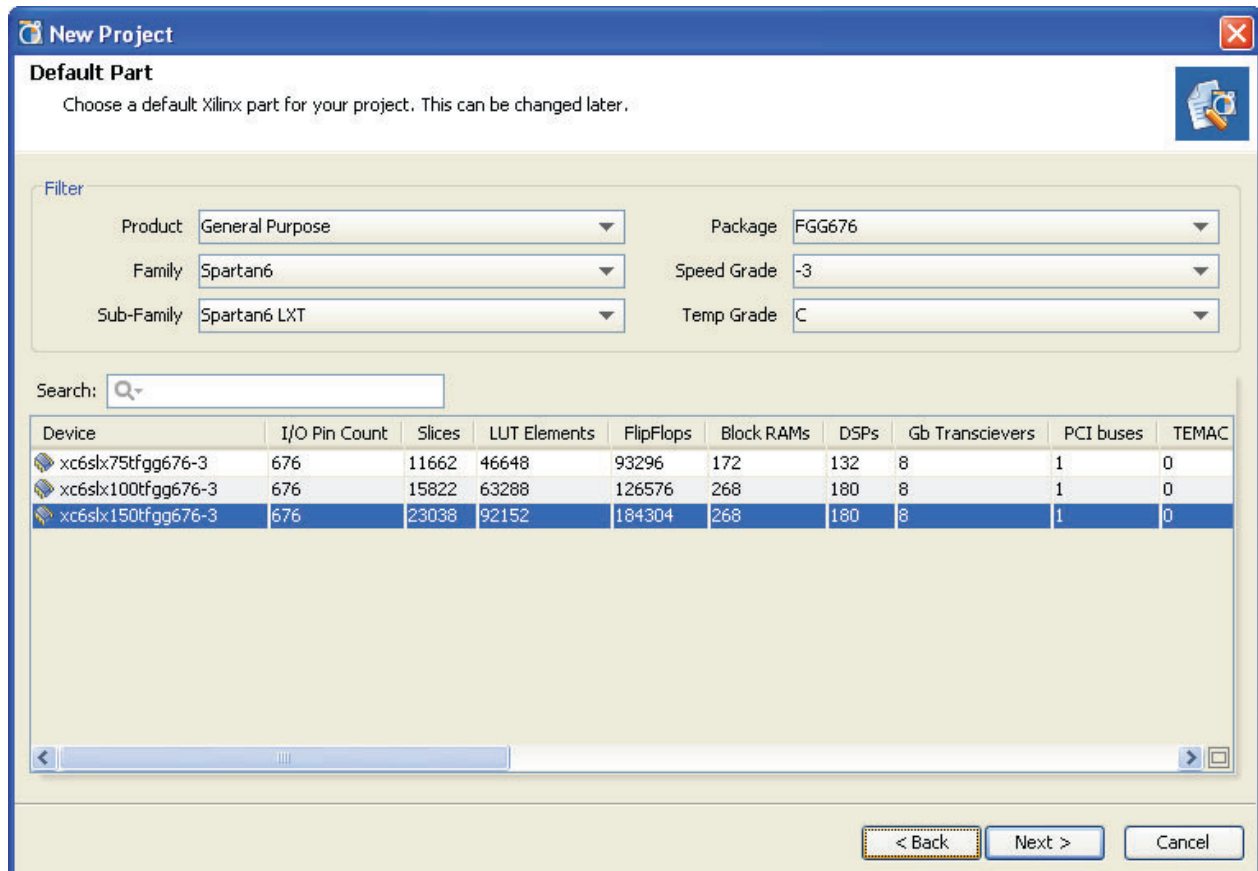 New Project
Default Part
Choose a default Xilinx part for your project. This can be changed later.
Filter
Product General Purpose Package FGG676
Family Spartan6 Speed Grade -3
Sub-Family Spartan6 LXT Temp Grade C
Search:
Device I/O Pin Count Slices LUT Elements FlipFlops Block RAMs DSPs Gb Transcievers PCI buses TEMAC
xc6slx75tfgg676-3 676 11662 46648 93296 172 132 8 1 0
xc6slx100tfgg676-3 676 15822 63288 126576 268 180 8 1 0
xc6slx150tfgg676-3 676 23038 92152 184304 268 180 8 1 0
< Back Next > Cancel